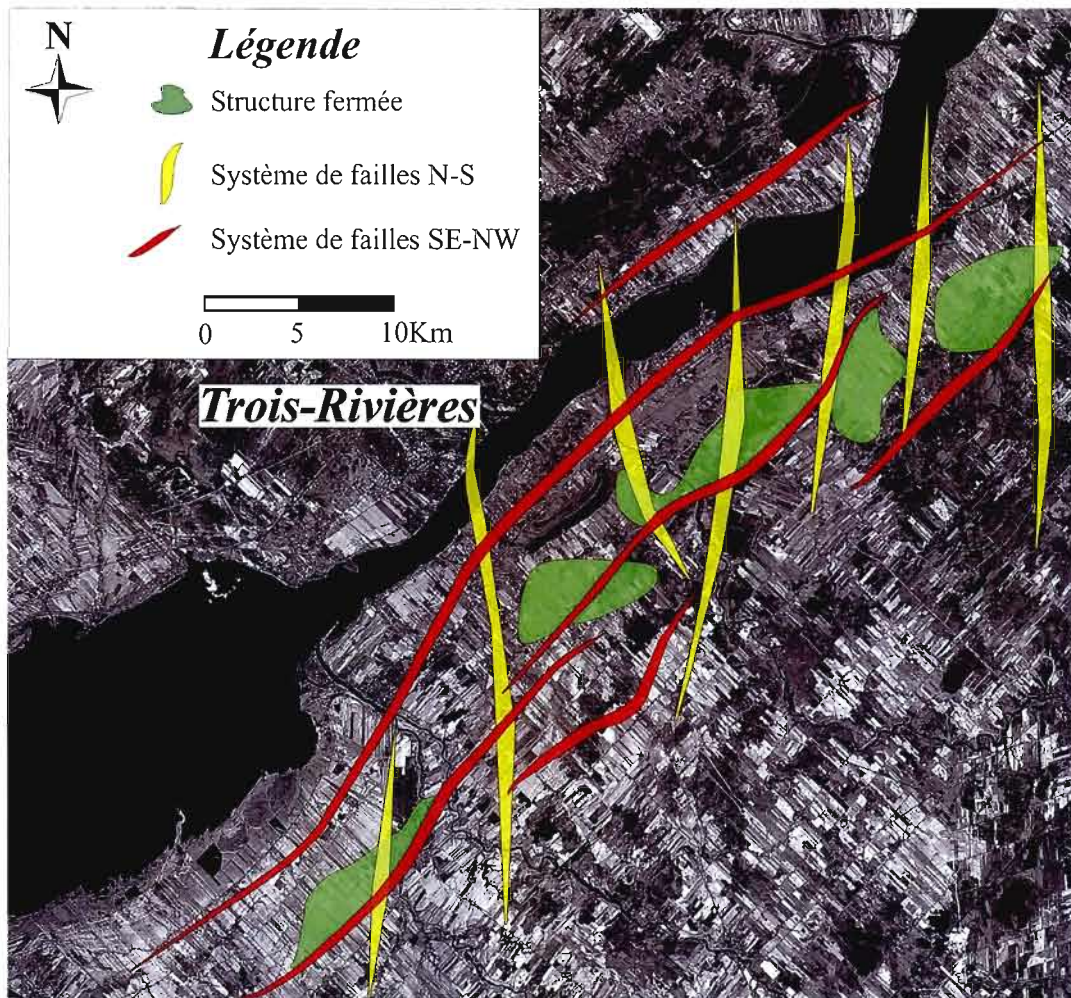 N
Légende
Structure fermée
Système de failles N-S
Système de failles SE-NW
0 5 10Km
Trois-Rivières